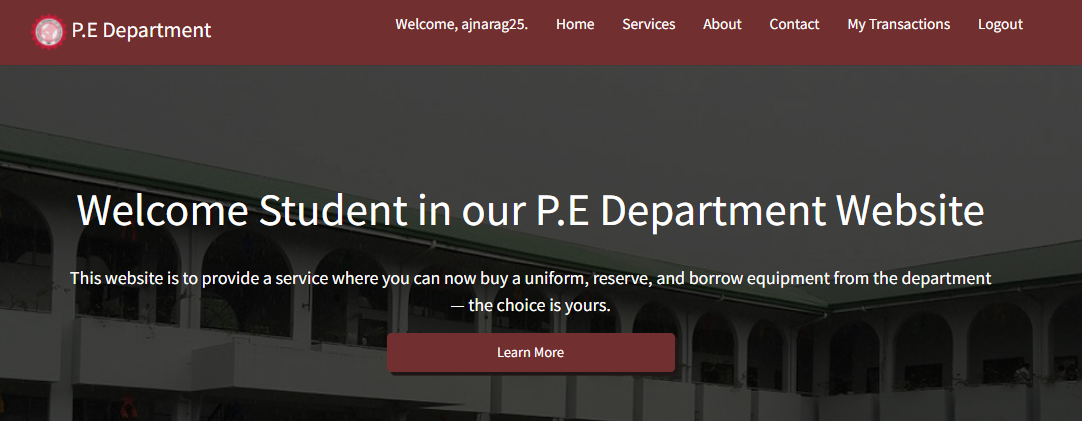 P.E Department
Welcome, ajnarag25.
Home
Services
About
Contact
My Transactions
Logout
Welcome Student in our P.E Department Website
This website is to provide a service where you can now buy a uniform, reserve, and borrow equipment from the department
— the choice is yours.
Learn More